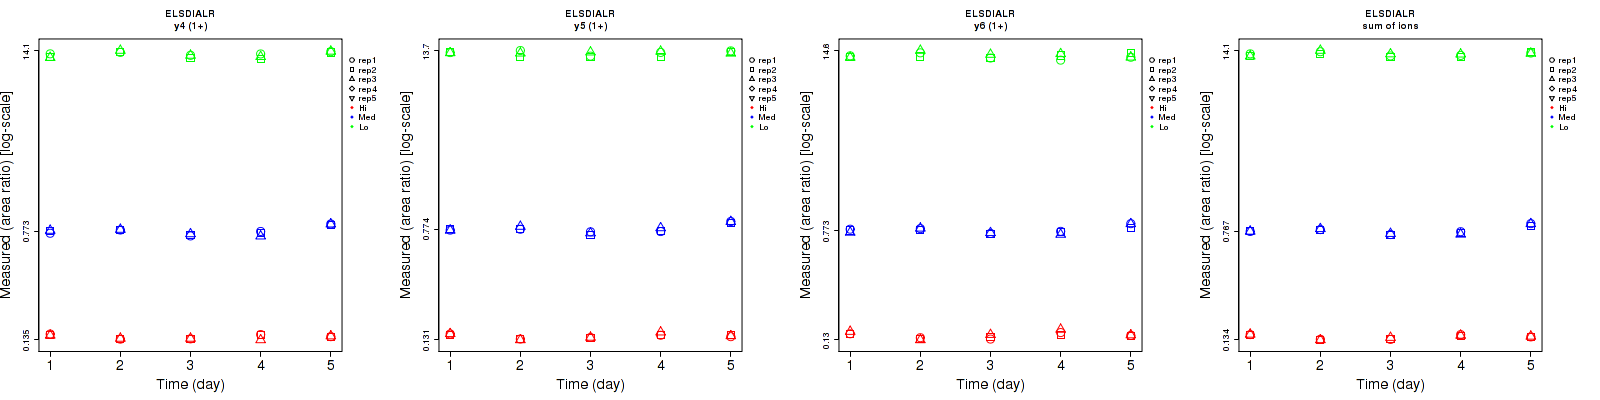 ELSDIALR
y4 (1+)
Measured (area ratio) [log-scale]
14.1
0.773
0.135
1 2 3 4 5
Time (day)
rep1
rep2
rep3
rep4
rep5
Hi
Med
Lo
ELSDIALR
y5 (1+)
Measured (area ratio) [log-scale]
13.7
0.774
0.131
1 2 3 4 5
Time (day)
rep1
rep2
rep3
rep4
rep5
Hi
Med
Lo
ELSDIALR
y6 (1+)
Measured (area ratio) [log-scale]
14.6
0.773
0.13
1 2 3 4 5
Time (day)
rep1
rep2
rep3
rep4
rep5
Hi
Med
Lo
ELSDIALR
sum of ions
Measured (area ratio) [log-scale]
14.1
0.767
0.134
1 2 3 4 5
Time (day)
rep1
rep2
rep3
rep4
rep5
Hi
Med
Lo